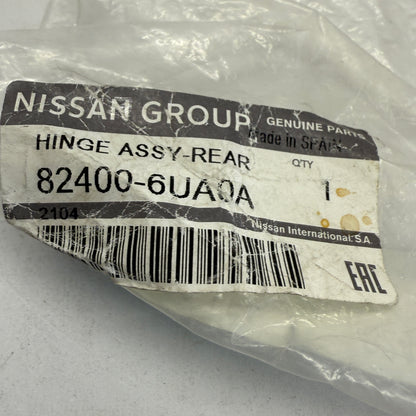 NISSAN GROUP GENUINE PARTS
Made in SPAIN
HINGE ASSY-REAR QTY
82400-6UA0A 1
2104
Nissan International. S.A.
EAC